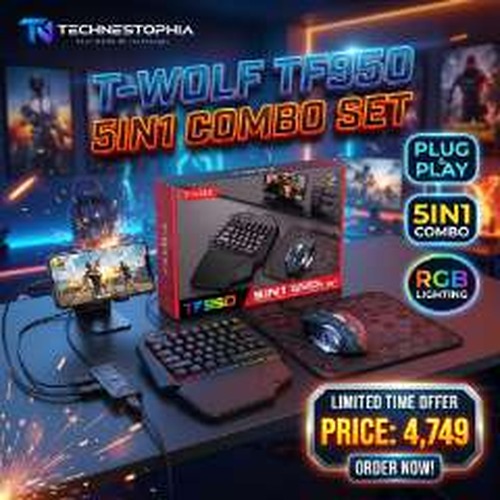 TECHNESTOPHIA
T-WOLF TF950
5IN1 COMBO SET
PLUG
&
PLAY
5IN1
COMBO
RGB
LIGHTING
TF950
5IN1
LIMITED TIME OFFER
PRICE: 4,749
ORDER NOW!